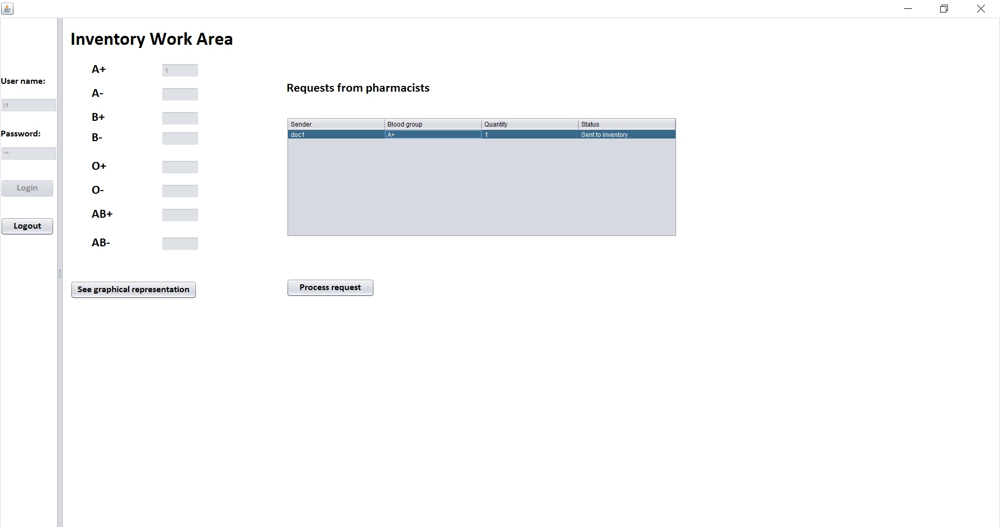 Inventory Work Area
User name:
i1
Password:
**
Login
Logout
A+ 1
A-
B+
B-
O+
O-
AB+
AB-
See graphical representation
Requests from pharmacists
Sender Blood group Quantity Status
doc1 A+ 1 Sent to inventory
Process request